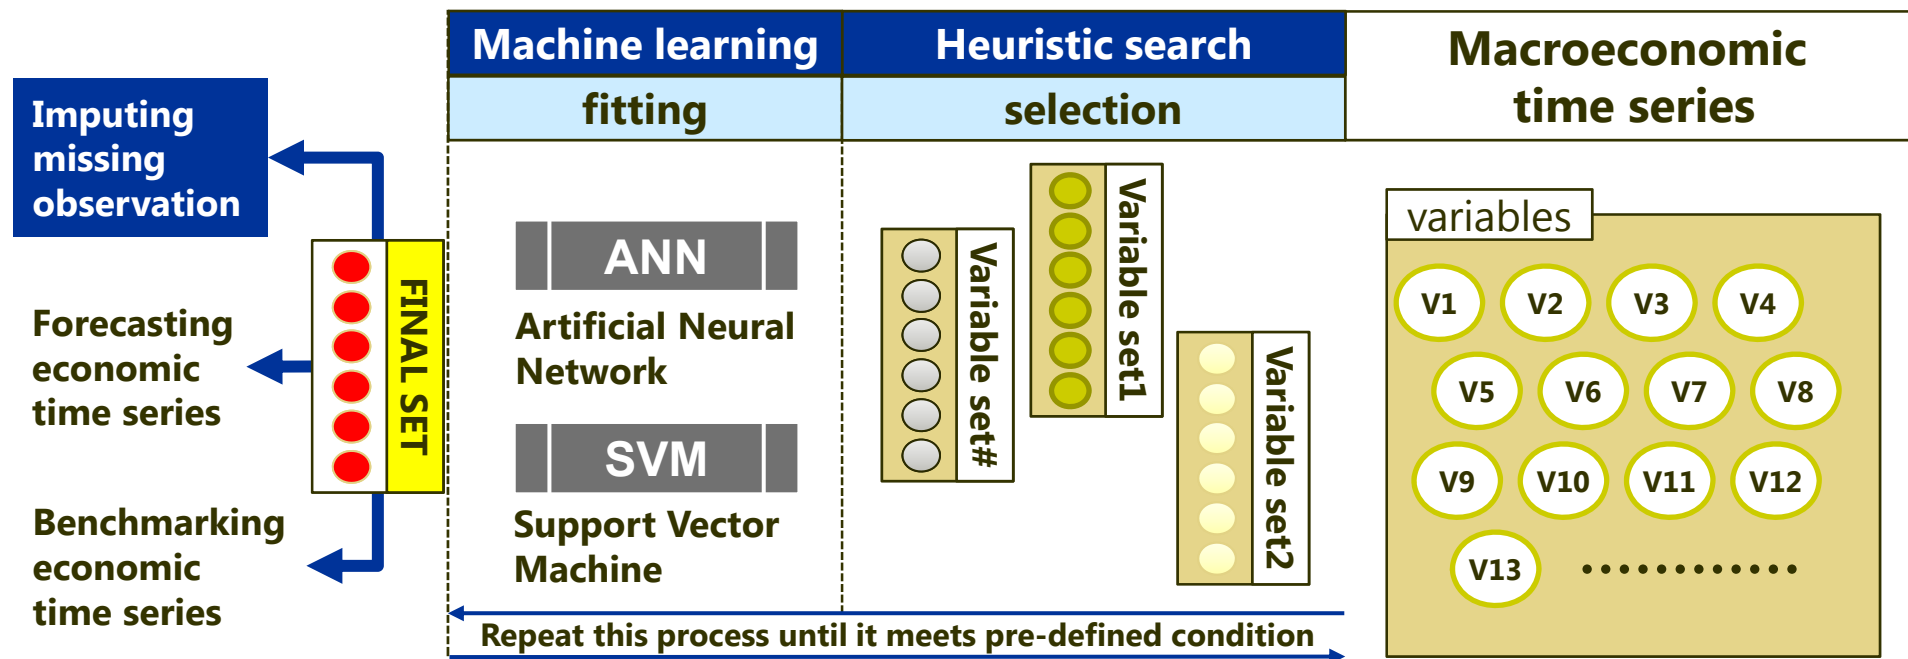 Machine learning
Heuristic search
Macroeconomic
time series
fitting
selection
Imputing
missing
observation
Forecasting
economic
time series
Benchmarking
economic
time series
FINAL SET
ANN
Artificial Neural
Network
SVM
Support Vector
Machine
Variable set#
Variable set1
Variable set2
variables
V1 V2 V3 V4
V5 V6 V7 V8
V9 V10 V11 V12
V13 ••••••••••••
Repeat this process until it meets pre-defined condition